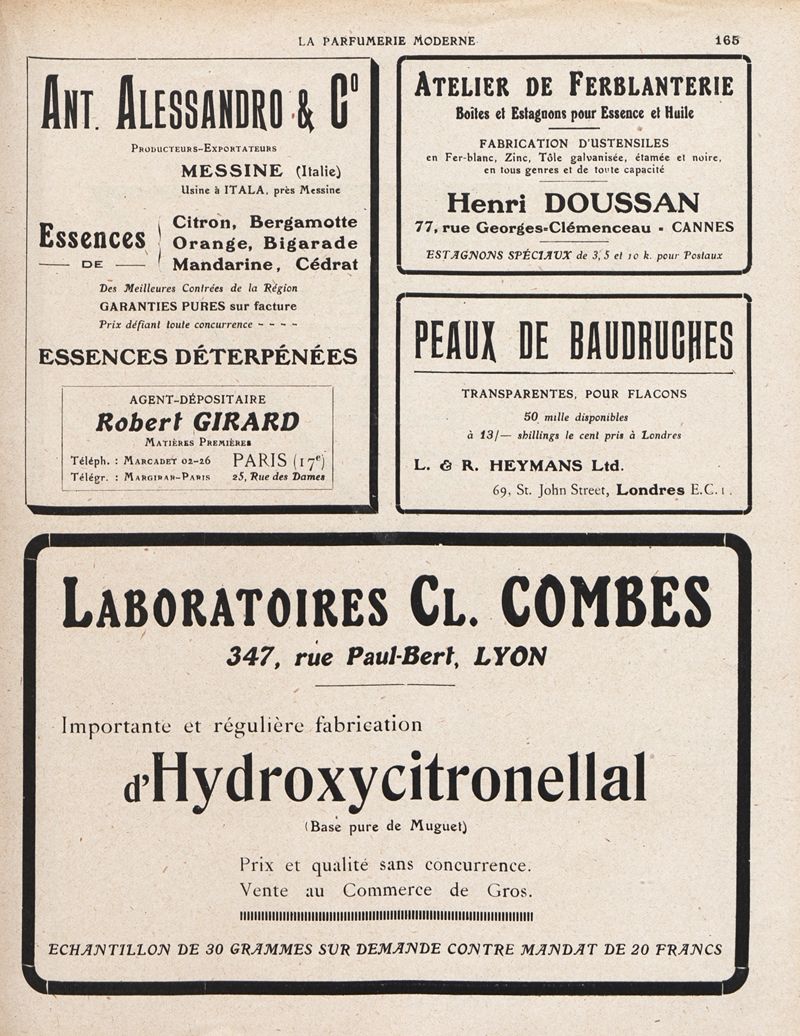 LA PARFUMERIE MODERNE
165
ANT. ALESSANDRO & Cº
PRODUCTEURS-EXPORTATEURS
MESSINE (Italie)
Usine à ITALA, près Messine
Essences
DE
Citron, Bergamotte
Orange, Bigarade
Mandarine, Cédrat
Des Meilleures Contrées de la Région
GARANTIES PURES sur facture
Prix défiant toute concurrence - - - -
ESSENCES DÉTERPÉNÉES
AGENT-DÉPOSITAIRE
Robert GIRARD
MATIÈRES PREMIÈRES
Téléph. : MARCADET 02-26 PARIS (17e)
Télégr. : MARGIRAR-PARIS 25, Rue des Dames
ATELIER DE FERBLANTERIE
Boîtes et Estagnons pour Essence et Huile
FABRICATION D'USTENSILES
en Fer-blanc, Zinc, Tôle galvanisée, étamée et noire,
en tous genres et de toute capacité
Henri DOUSSAN
77, rue Georges-Clémenceau - CANNES
ESTAGNONS SPÉCIAUX de 3, 5 et 10 k. pour Postaux
PEAUX DE BAUDRUCHES
TRANSPARENTES, POUR FLACONS
50 mille disponibles
à 13/— shillings le cent pris à Londres
L. & R. HEYMANS Ltd.
69, St. John Street, Londres E.C.1.
LABORATOIRES CL. COMBES
347, rue Paul-Bert, LYON
Importante et régulière fabrication
d'Hydroxycitronellal
(Base pure de Muguet)
Prix et qualité sans concurrence.
Vente au Commerce de Gros.
ECHANTILLON DE 30 GRAMMES SUR DEMANDE CONTRE MANDAT DE 20 FRANCS